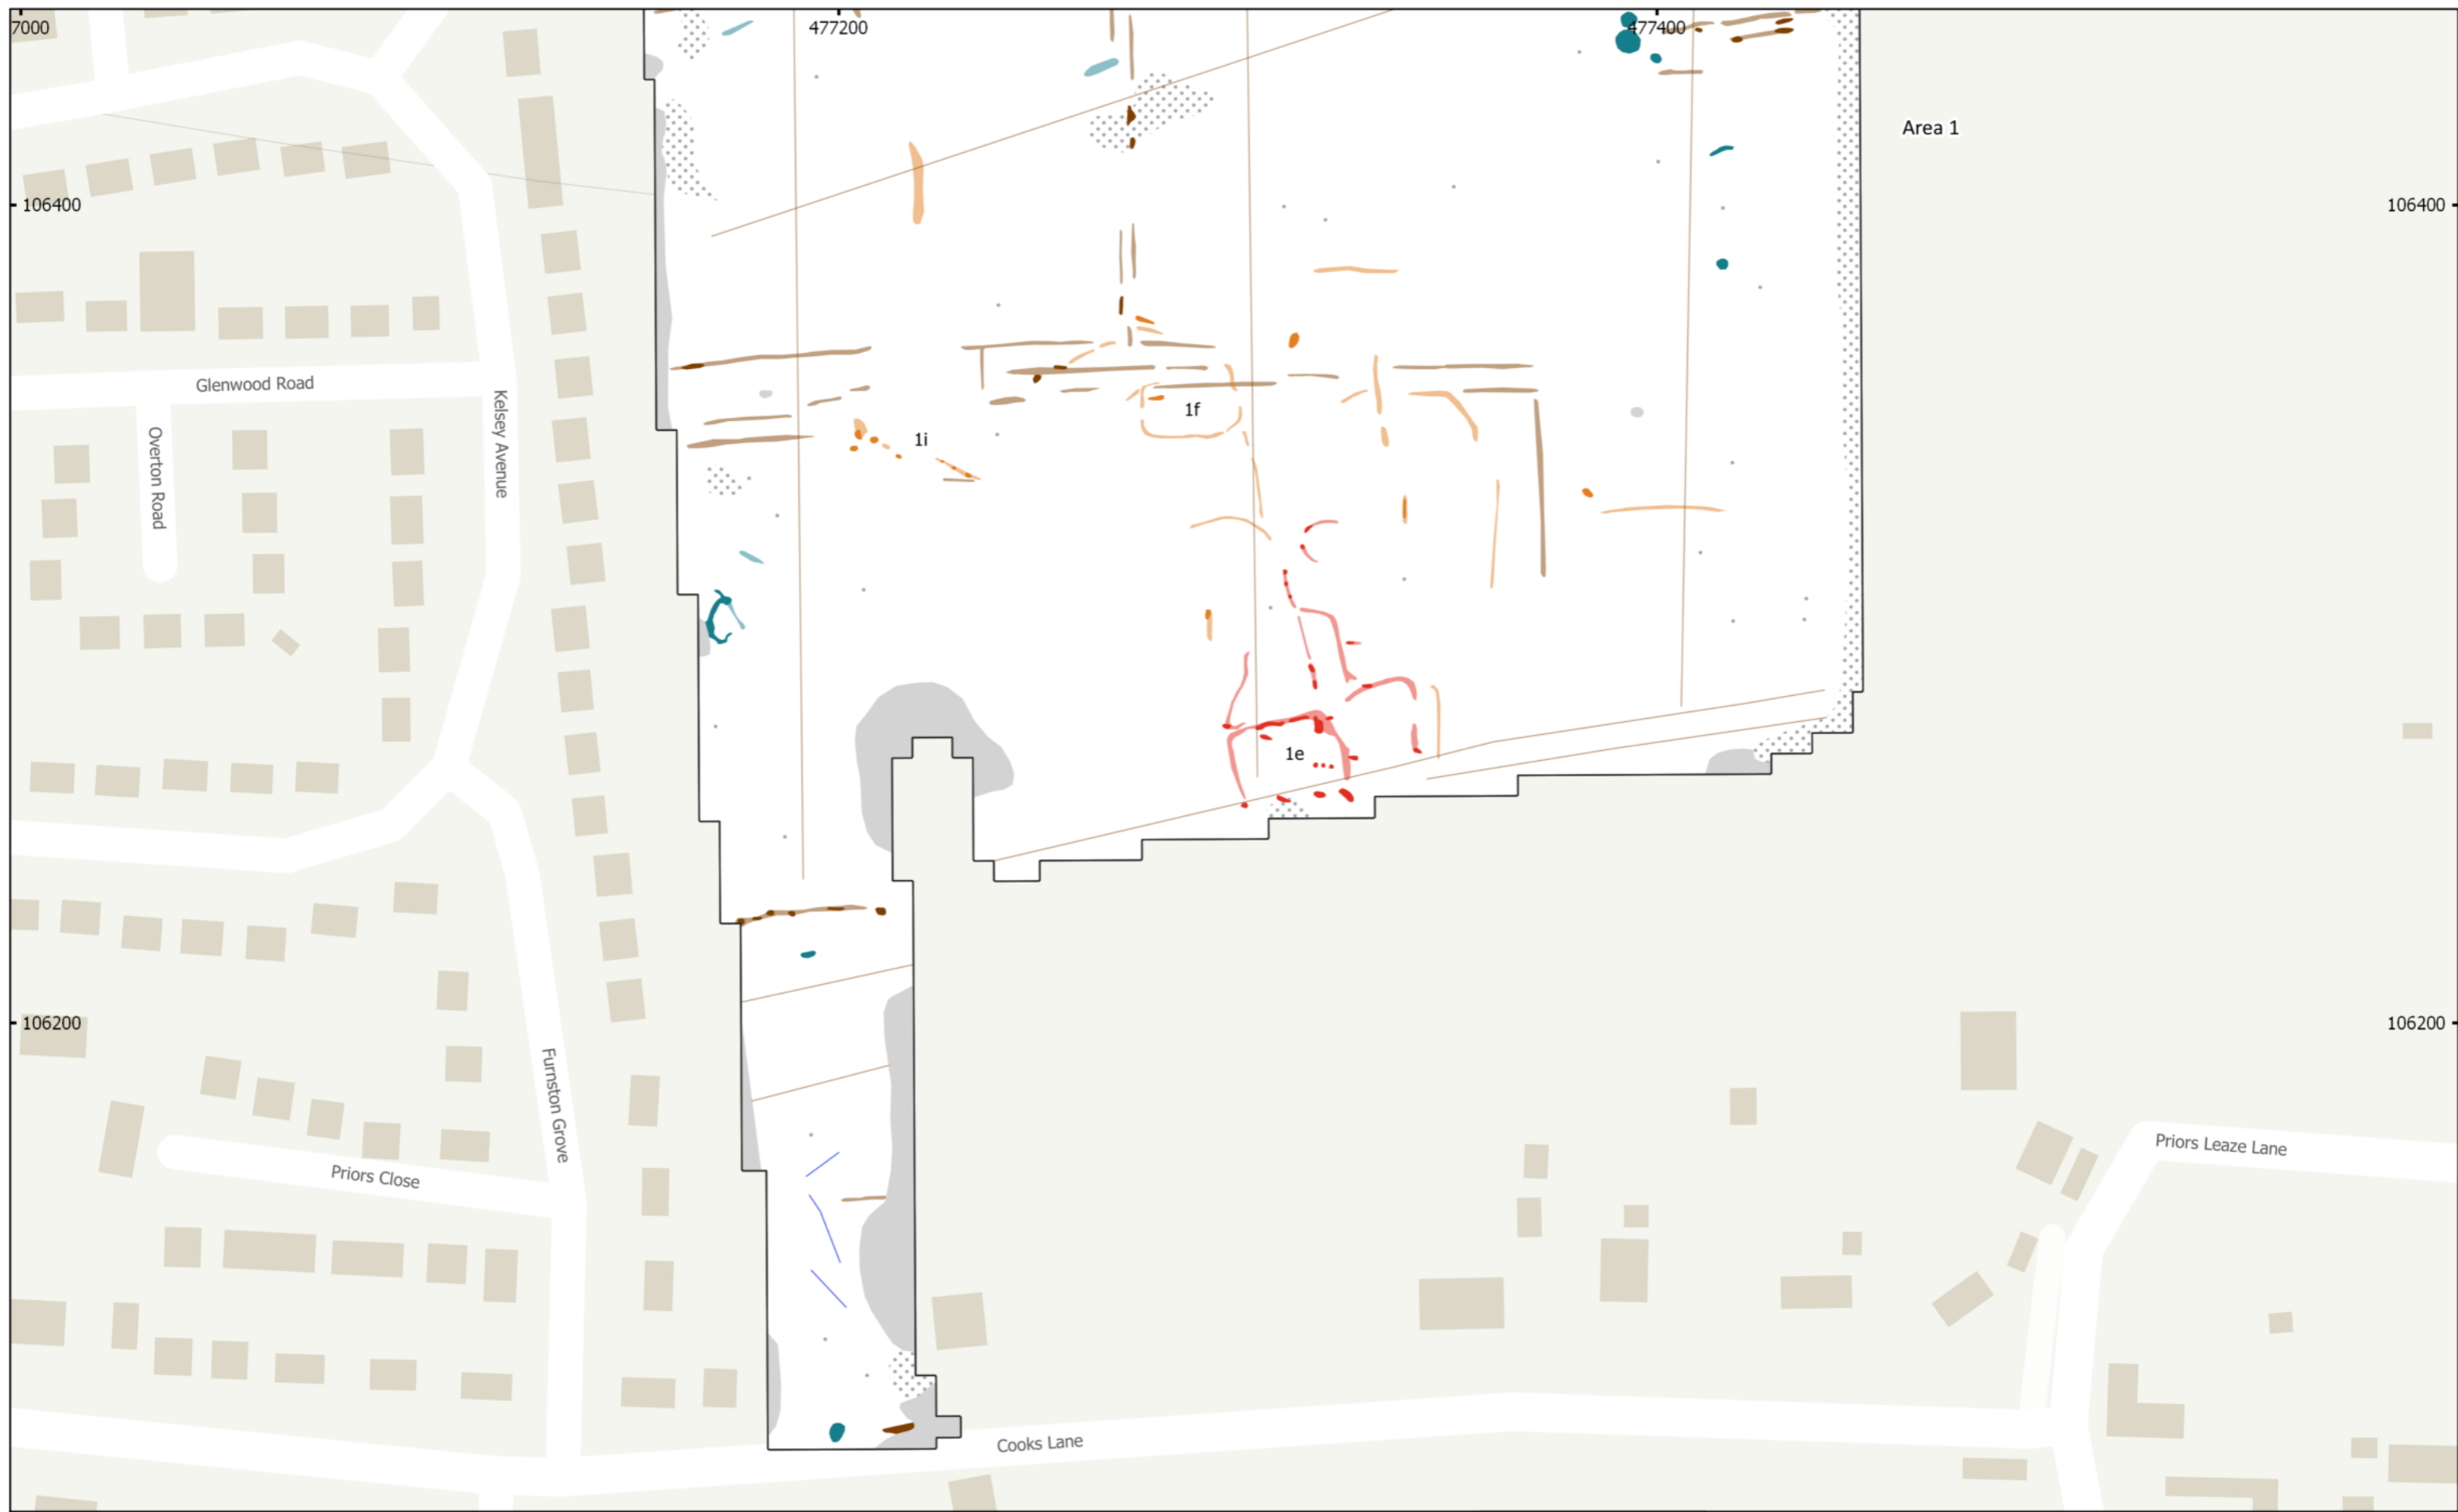 7000
477200
477400
Area 1
106400
106400
Glenwood Road
Kelsey Avenue
Overton Road
1f
1i
1e
106200
106200
Furnston Grove
Priors Close
Priors Leaze Lane
Cooks Lane